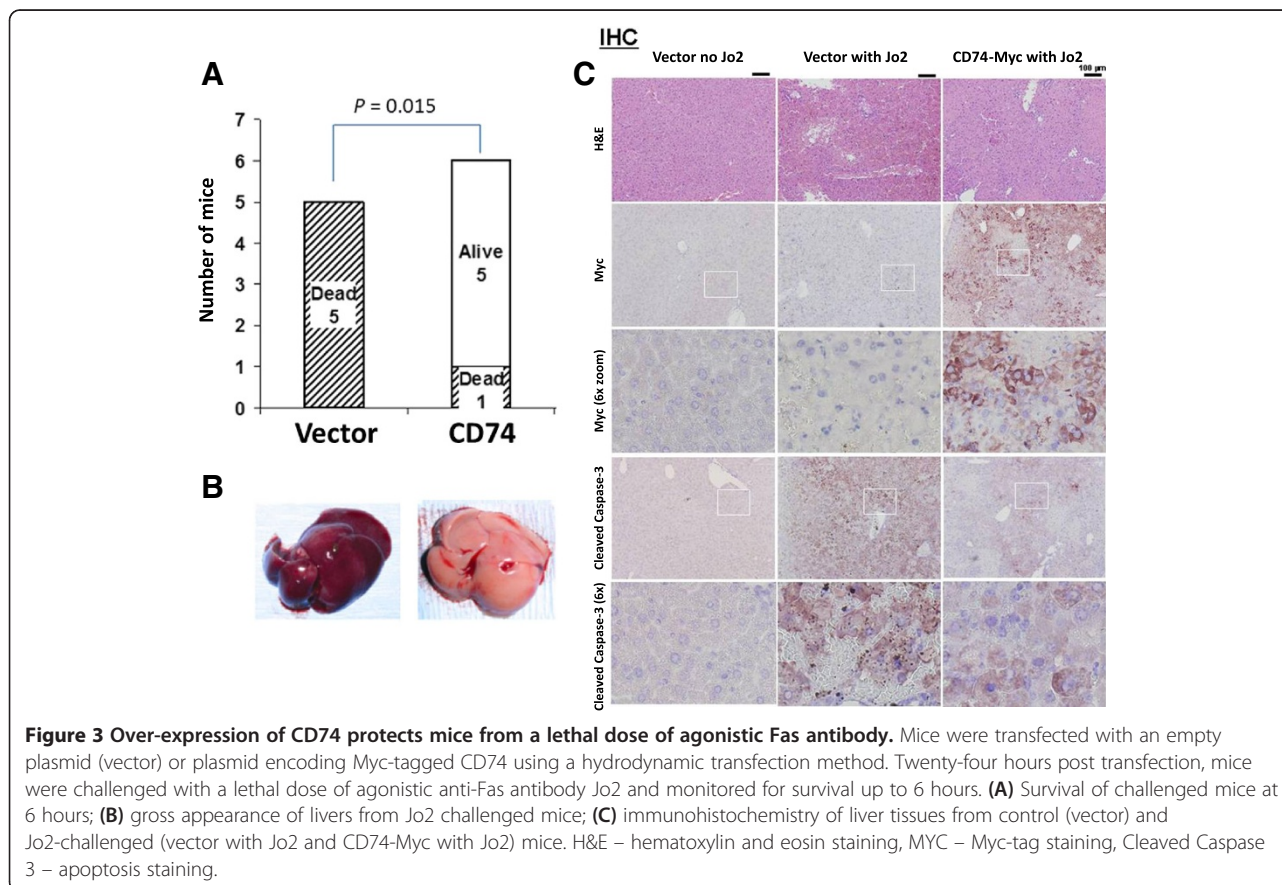 IHC
A
P = 0.015
Number of mice
7
6
5
4
3
2
1
0
Dead
5
Alive
5
Dead
1
Vector
CD74
B
C
Vector no Jo2
Vector with Jo2
CD74-Myc with Jo2
100 µm
H&E
Myc
Myc (6x zoom)
Cleaved Caspase-3
Cleaved Caspase-3 (6x)
Figure 3 Over-expression of CD74 protects mice from a lethal dose of agonistic Fas antibody. Mice were transfected with an empty
plasmid (vector) or plasmid encoding Myc-tagged CD74 using a hydrodynamic transfection method. Twenty-four hours post transfection, mice
were challenged with a lethal dose of agonistic anti-Fas antibody Jo2 and monitored for survival up to 6 hours. (A) Survival of challenged mice at
6 hours; (B) gross appearance of livers from Jo2 challenged mice; (C) immunohistochemistry of liver tissues from control (vector) and
Jo2-challenged (vector with Jo2 and CD74-Myc with Jo2) mice. H&E – hematoxylin and eosin staining, MYC – Myc-tag staining, Cleaved Caspase
3 – apoptosis staining.